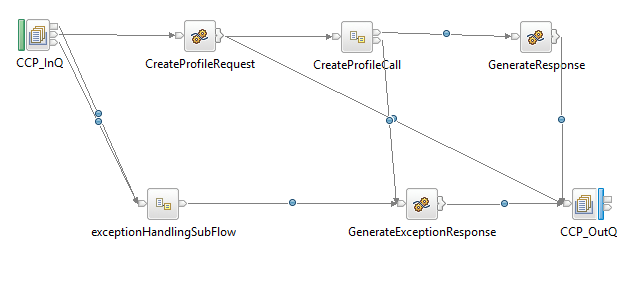 CCP_InQ
CreateProfileRequest
CreateProfileCall
GenerateResponse
exceptionHandlingSubFlow
GenerateExceptionResponse
CCP_OutQ